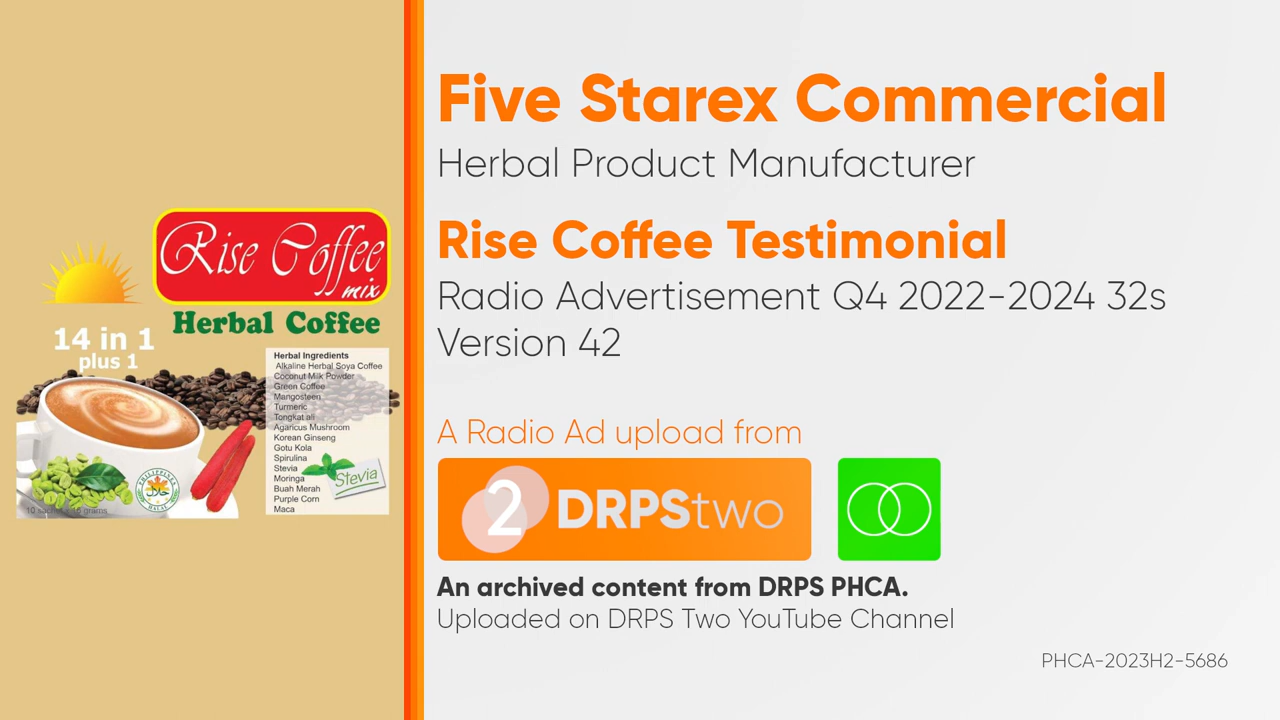 Rise Coffee
mix
Herbal Coffee
14 in 1
plus 1
Herbal Ingredients
Alkaline Herbal Soya Coffee
Coconut Milk Powder
Green Coffee
Mangosteen
Turmeric
Tongkat ali
Agaricus Mushroom
Korean Ginseng
Gotu Kola
Spirulina
Stevia
Moringa
Buah Merah
Purple Corn
Maca
Stevia
Five Starex Commercial
Herbal Product Manufacturer
Rise Coffee Testimonial
Radio Advertisement Q4 2022-2024 32s
Version 42
A Radio Ad upload from
2 DRPStwo
An archived content from DRPS PHCA.
Uploaded on DRPS Two YouTube Channel
PHCA-2023H2-5686